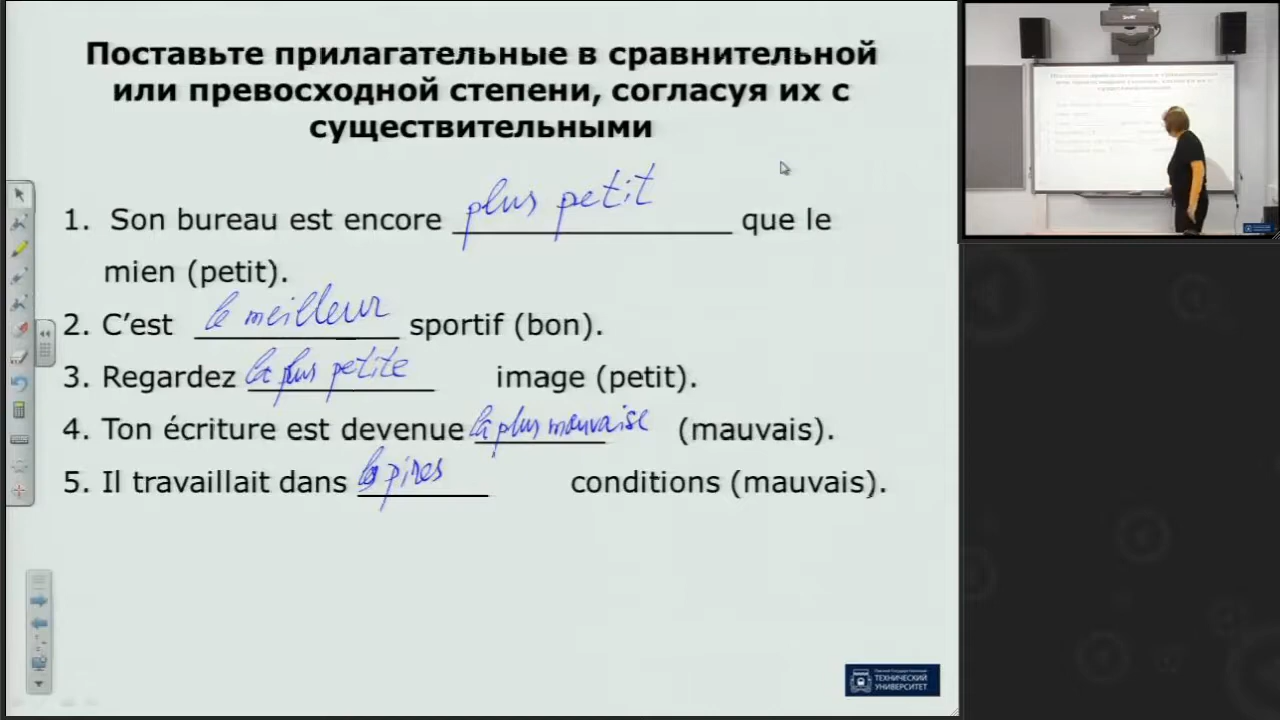 Поставьте прилагательные в сравнительной
или превосходной степени, согласуя их с
существительными
1. Son bureau est encore plus petit que le
mien (petit).
2. C’est le meilleur sportif (bon).
3. Regardez la plus petite image (petit).
4. Ton écriture est devenue la plus mauvaise (mauvais).
5. Il travaillait dans les pires conditions (mauvais).
ТЕХНИЧЕСКИЙ
УНИВЕРСИТЕТ